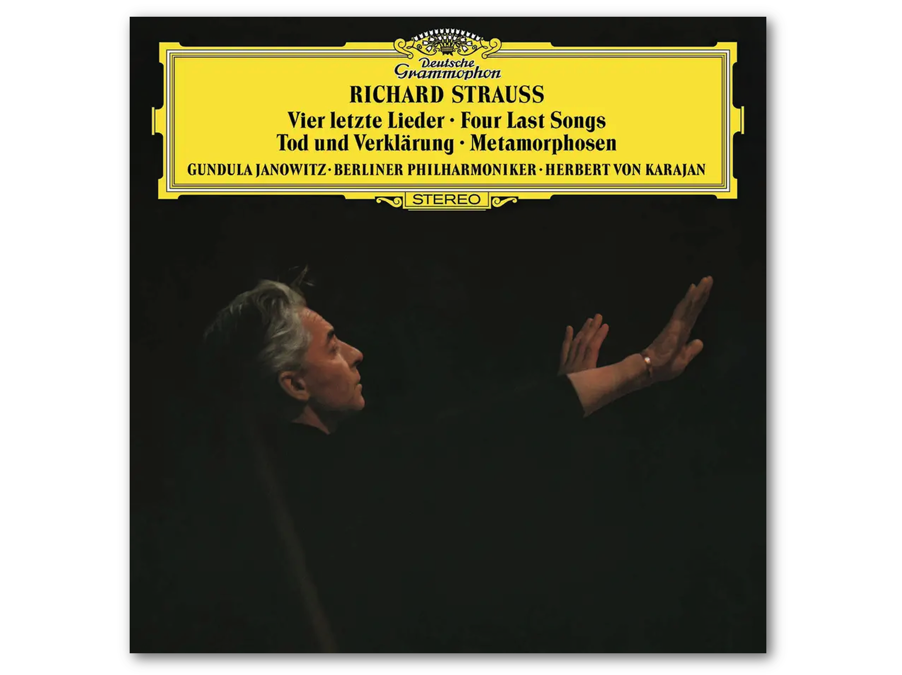 Deutsche
Grammophon
RICHARD STRAUSS
Vier letzte Lieder · Four Last Songs
Tod und Verklärung · Metamorphosen
GUNDULA JANOWITZ · BERLINER PHILHARMONIKER · HERBERT VON KARAJAN
STEREO